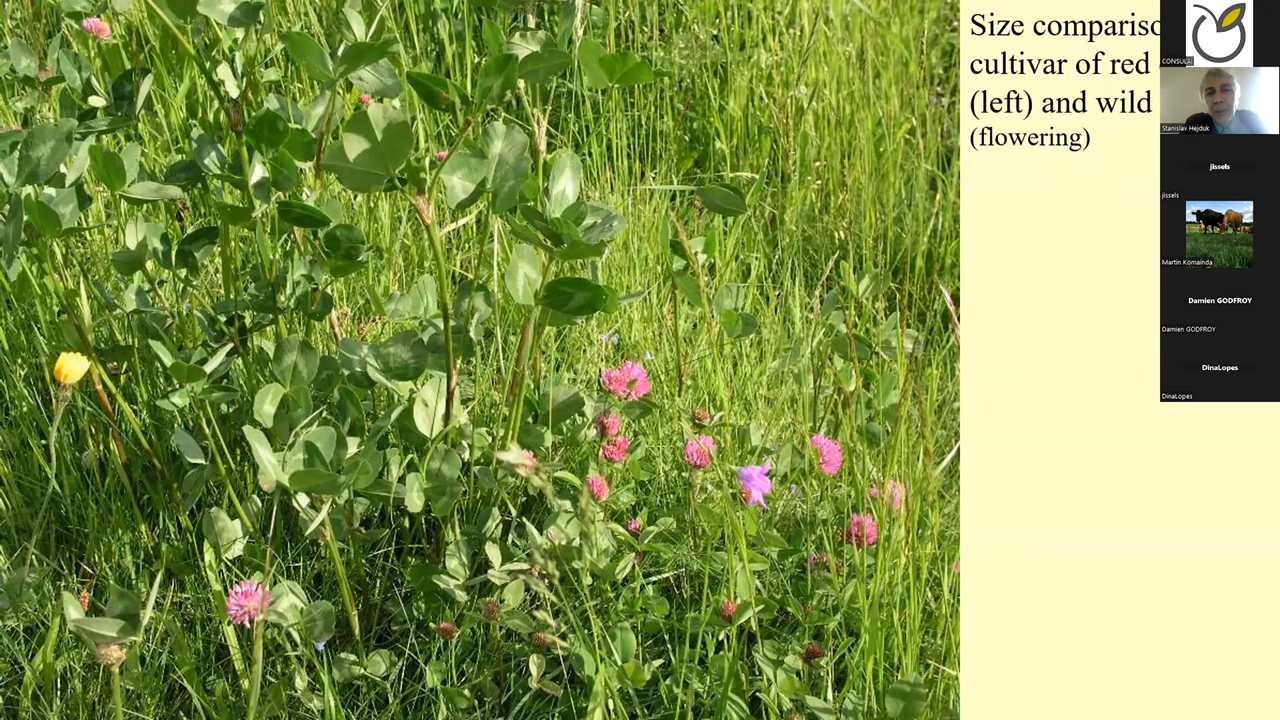 Size compariso
cultivar of red
(left) and wild
(flowering)
CONSULAI
Stanislav Hejduk
jissels
jissels
Martin Komainda
Damien GODFROY
Damien GODFROY
DinaLopes
DinaLopes